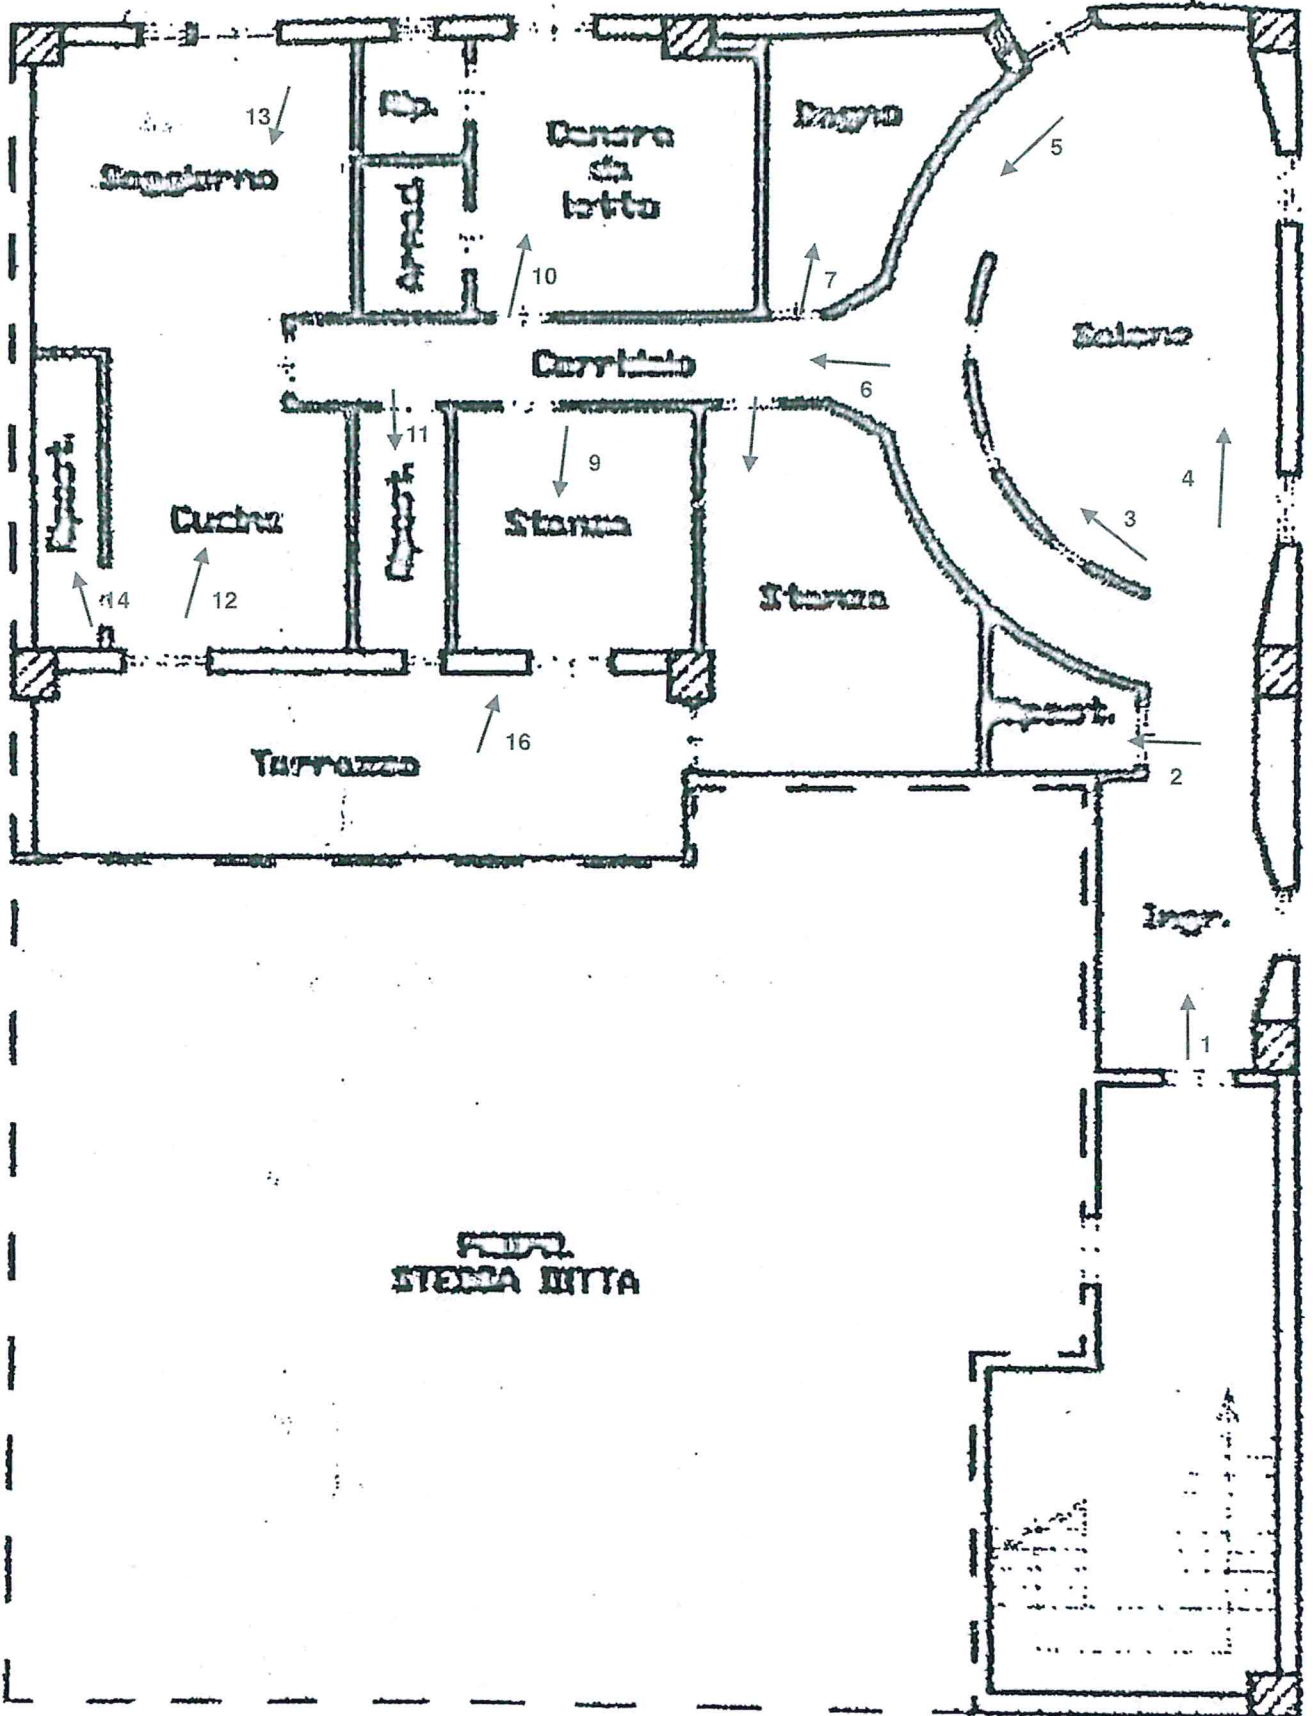 13
Soggiorno
Rip.
Armad.
Camera
da
letto
10
Bagno
7
5
Salone
Corridoio
6
11
9
4
3
Cucina
Stanza
Stanza
14
12
16
Terrazzo
2
Ingr.
1
STESSA DITTA